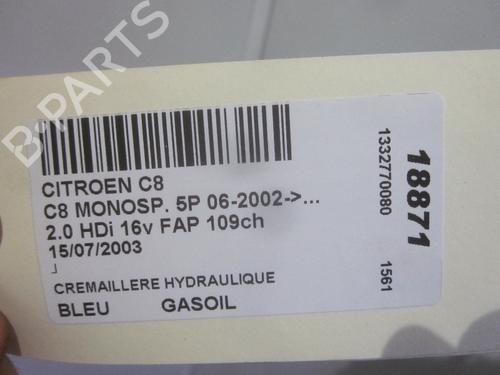 CITROEN C8
C8 MONOSP. 5P 06-2002->...
2.0 HDi 16v FAP 109ch
15/07/2003
CREMAILLERE HYDRAULIQUE
BLEU GASOIL
1332770080
1561
18871
B-PARTS